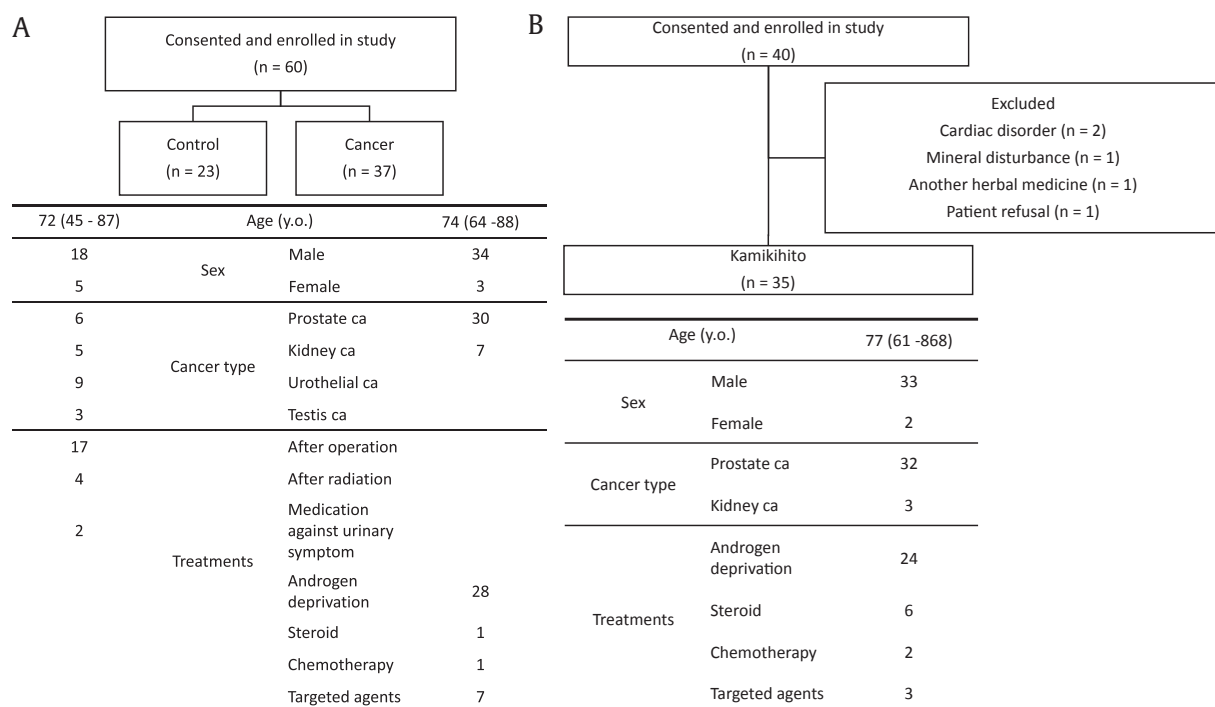 A
Consented and enrolled in study
(n = 60)
Control
(n = 23)
Cancer
(n = 37)
72 (45 - 87) Age (y.o.) 74 (64 -88)
18 Male 34
Sex
5 Female 3
6 Prostate ca 30
5 Kidney ca 7
Cancer type
9 Urothelial ca
3 Testis ca
17 After operation
4 After radiation
Medication
2 against urinary
symptom
Treatments
Androgen
deprivation 28
Steroid 1
Chemotherapy 1
Targeted agents 7
B
Consented and enrolled in study
(n = 40)
Excluded
Cardiac disorder (n = 2)
Mineral disturbance (n = 1)
Another herbal medicine (n = 1)
Patient refusal (n = 1)
Kamikihito
(n = 35)
Age (y.o.) 77 (61 -868)
Male 33
Sex
Female 2
Prostate ca 32
Cancer type
Kidney ca 3
Androgen
deprivation 24
Steroid 6
Treatments
Chemotherapy 2
Targeted agents 3